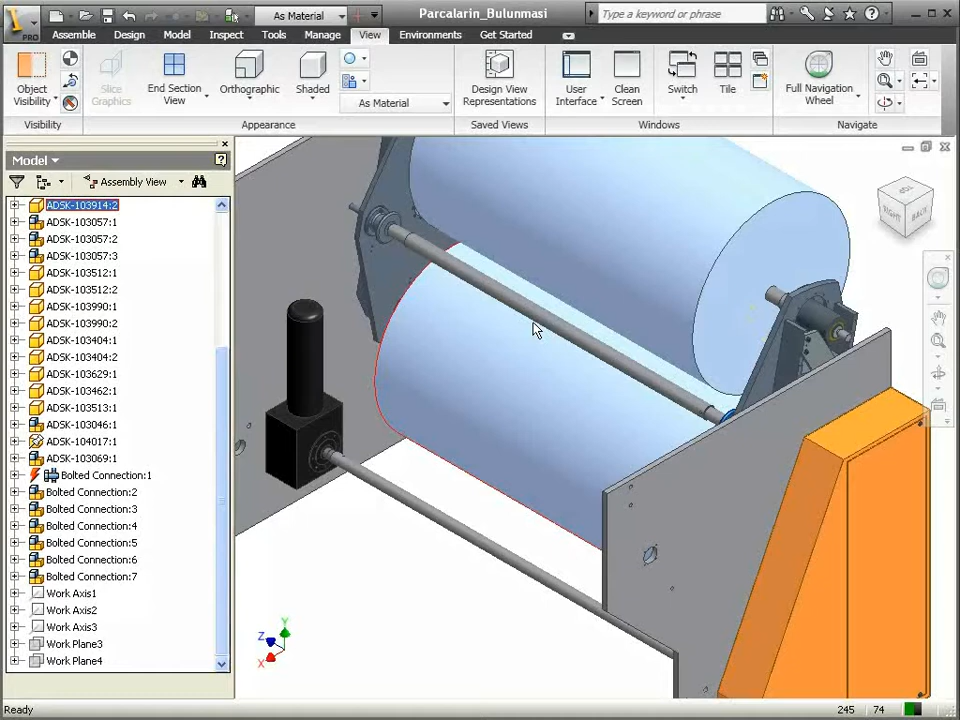 As Material
Parcalarin_Bulunmasi
Type a keyword or phrase
PRO
Assemble
Design
Model
Inspect
Tools
Manage
View
Environments
Get Started
Object
Visibility
Slice
Graphics
End Section
View
Orthographic
Shaded
As Material
Design View
Representations
User
Interface
Clean
Screen
Switch
Tile
Full Navigation
Wheel
Visibility
Appearance
Saved Views
Windows
Navigate
Model
Assembly View
ADSK-103914:2
ADSK-103057:1
ADSK-103057:2
ADSK-103057:3
ADSK-103512:1
ADSK-103512:2
ADSK-103990:1
ADSK-103990:2
ADSK-103404:1
ADSK-103404:2
ADSK-103629:1
ADSK-103462:1
ADSK-103513:1
ADSK-103046:1
ADSK-104017:1
ADSK-103069:1
Bolted Connection:1
Bolted Connection:2
Bolted Connection:3
Bolted Connection:4
Bolted Connection:5
Bolted Connection:6
Bolted Connection:7
Work Axis1
Work Axis2
Work Axis3
Work Plane3
Work Plane4
RIGHT
BACK
Y
Z
X
Ready
245
74